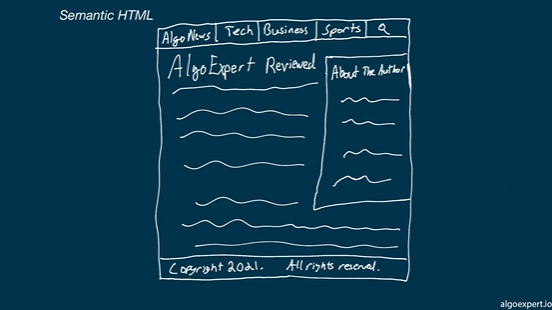 Semantic HTML
AlgoNews Tech Business Sports
AlgoExpert Reviewed
About The Author
Copyright 2021. All rights reserved.
algoexpert.io